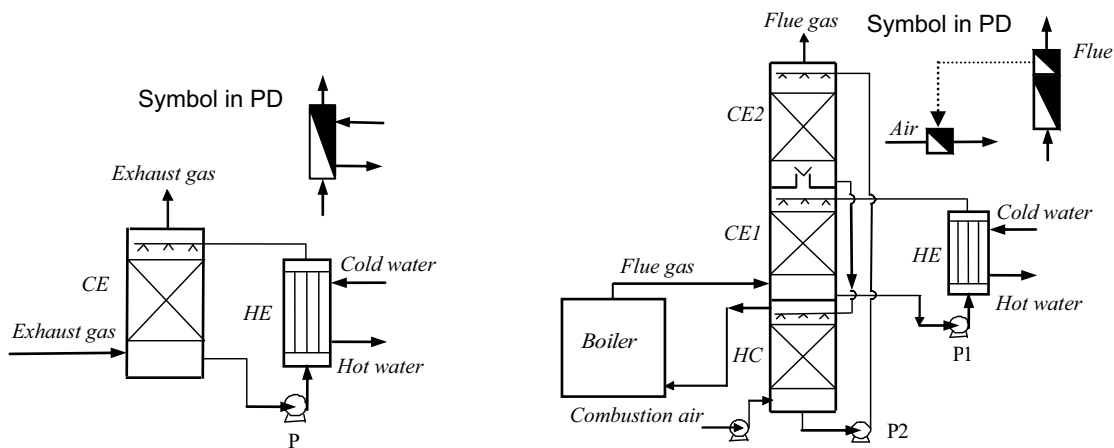 Symbol in PD
Exhaust gas
CE
Cold water
HE
Exhaust gas
Hot water
P
Flue gas
Symbol in PD
Flue
CE2
Air
Cold water
CE1
HE
Flue gas
Hot water
Boiler
HC
P1
Combustion air
P2